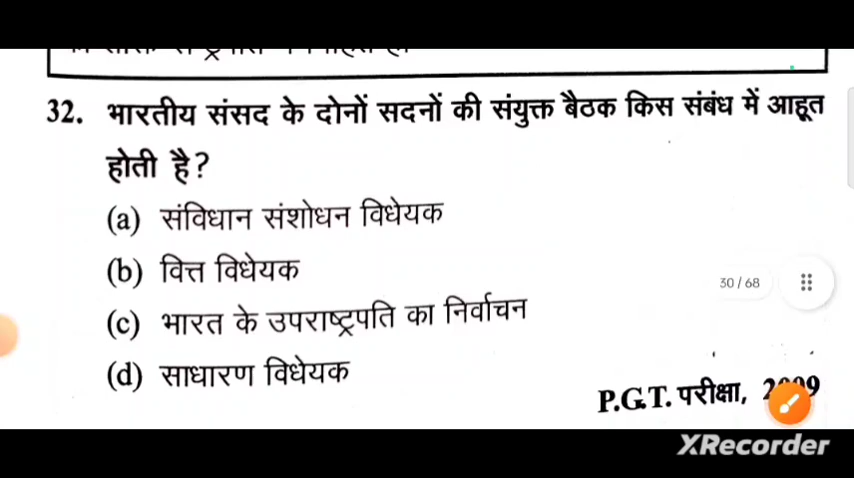 32. भारतीय संसद के दोनों सदनों की संयुक्त बैठक किस संबंध में आहूत
होती है?
(a) संविधान संशोधन विधेयक
(b) वित्त विधेयक
(c) भारत के उपराष्ट्रपति का निर्वाचन
(d) साधारण विधेयक
30 / 68
P.G.T. परीक्षा,
XRecorder